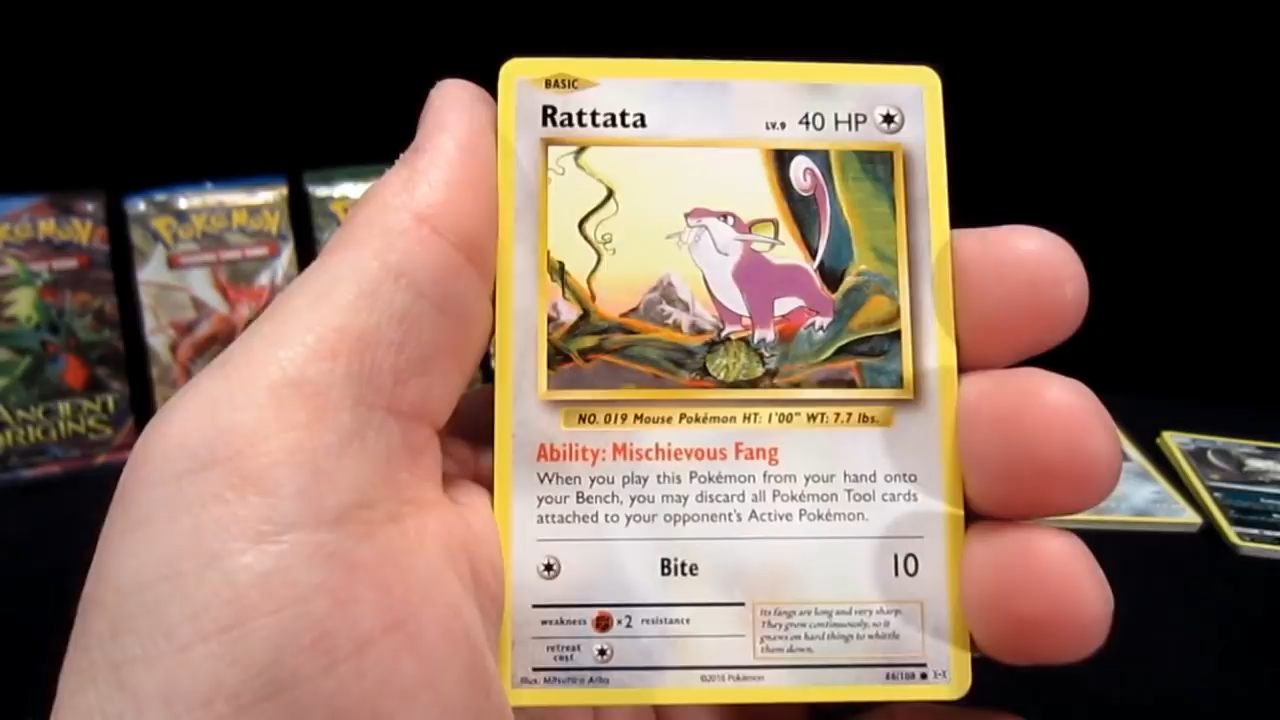 POKéMON
POKéMON
ANCIENT
ORIGINS
BASIC
Rattata
LV.9 40 HP
NO. 019 Mouse Pokémon HT: 1'00" WT: 7.7 lbs.
Ability: Mischievous Fang
When you play this Pokémon from your hand onto
your Bench, you may discard all Pokémon Tool cards
attached to your opponent's Active Pokémon.
Bite 10
weakness ×2 resistance
retreat
cost
Its fangs are long and very sharp.
They grow continuously, so it
gnaws on hard things to whittle
them down.
Illus. Mitsuhiro Arita
©2016 Pokémon
66/108